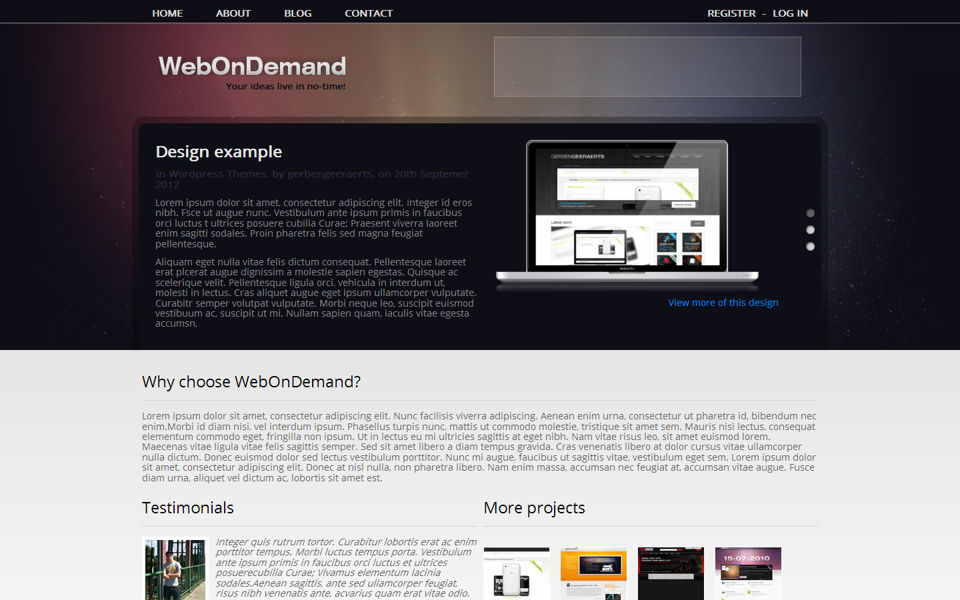 HOME ABOUT BLOG CONTACT REGISTER - LOG IN
WebOnDemand
Your ideas live in no-time!
Design example
In Wordpress Themes, by gerbengeeraerts, on 20th Septemer
2012
Lorem ipsum dolor sit amet, consectetur adipiscing elit. Integer id eros
nibh. Fsce ut augue nunc. Vestibulum ante ipsum primis in faucibus
orci luctus t ultrices posuere cubilia Curae; Praesent viverra laoreet
enim sagitti sodales. Proin pharetra felis sed magna feugiat
pellentesque.
Aliquam eget nulla vitae felis dictum consequat. Pellentesque laoreet
erat plcerat augue dignissim a molestie sapien egestas. Quisque ac
scelerique velit. Pellentesque ligula orci, vehicula in interdum ut,
molesti in lectus. Cras aliquet augue eget ipsum ullamcorper vulputate.
Curabitr semper volutpat vulputate. Morbi neque leo, suscipit euismod
vestibuum ac, suscipit ut mi. Nullam sapien quam, iaculis vitae egesta
accumsn,
GERBENGEERAERTS
Latest work
View more of this design
Why choose WebOnDemand?
Lorem ipsum dolor sit amet, consectetur adipiscing elit. Nunc facilisis viverra adipiscing. Aenean enim urna, consectetur ut pharetra id, bibendum nec
enim.Morbi id diam nisi, vel interdum ipsum. Phasellus turpis nunc, mattis ut commodo molestie, tristique sit amet sem. Mauris nisi lectus, consequat
elementum commodo eget, fringilla non ipsum. Ut in lectus eu mi ultricies sagittis at eget nibh. Nam vitae risus leo, sit amet euismod lorem.
Maecenas vitae ligula vitae felis sagittis semper. Sed sit amet libero a diam tempus gravida. Cras venenatis libero at dolor cursus vitae ullamcorper
nulla dictum. Donec euismod dolor sed lectus vestibulum porttitor. Nunc mi augue, faucibus ut sagittis vitae, vestibulum eget sem. Lorem ipsum dolor
sit amet, consectetur adipiscing elit. Donec at nisl nulla, non pharetra libero. Nam enim massa, accumsan nec feugiat at, accumsan vitae augue. Fusce
diam urna, aliquet vel dictum ac, lobortis sit amet est.
Testimonials
Integer quis rutrum tortor. Curabitur lobortis erat ac enim
porttitor tempus. Morbi luctus tempus porta. Vestibulum
ante ipsum primis in faucibus orci luctus et ultrices
posuerecubilia Curae; Vivamus elementum lacinia
sodales.Aenean sagittis, ante sed ullamcorper feugiat,
risus nibh venenatis ante, acvarius quam erat vitae odio.
More projects
15-07-2010